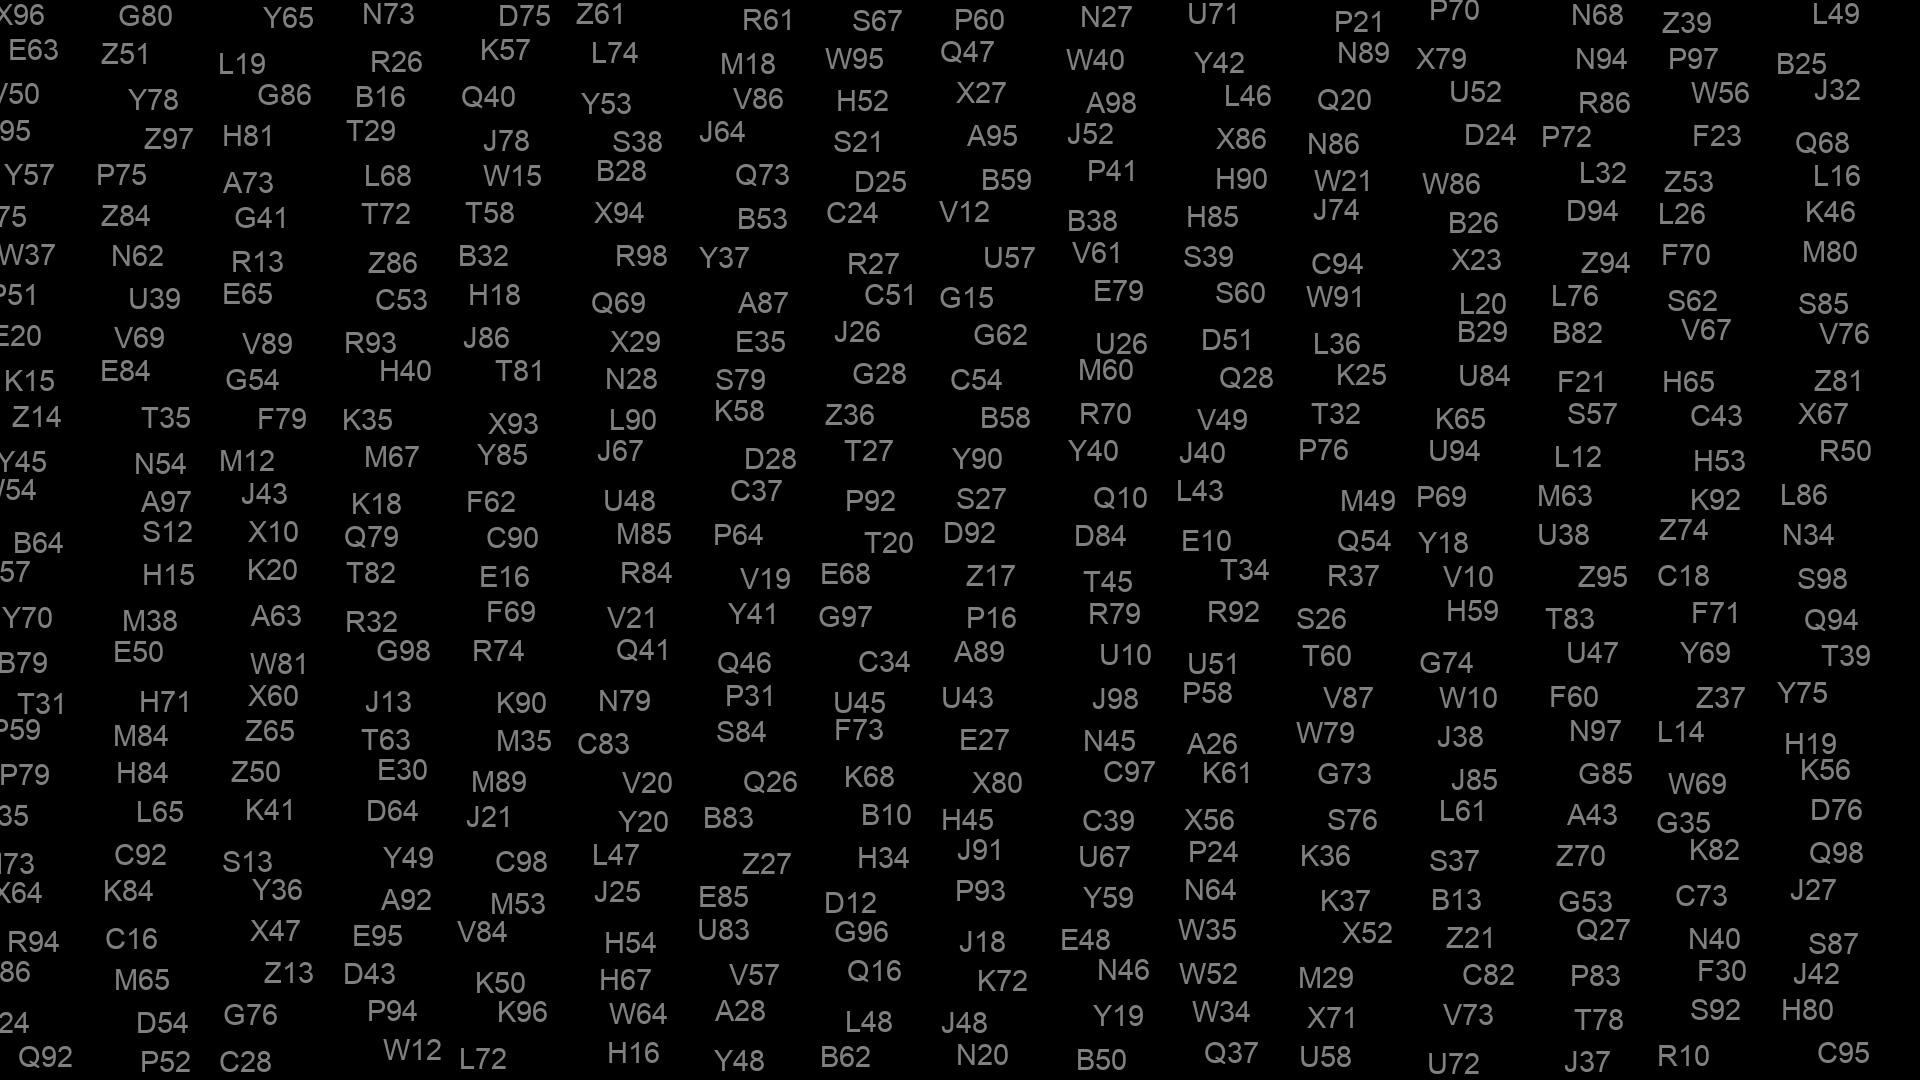 X96 G80 Y65 N73 D75 Z61 R61 S67 P60 N27 U71 P21 P70 N68 Z39 L49
E63 Z51 L19 R26 K57 L74 M18 W95 Q47 W40 Y42 N89 X79 N94 P97 B25
V50 Y78 G86 B16 Q40 Y53 V86 H52 X27 A98 L46 Q20 U52 R86 W56 J32
95 Z97 H81 T29 J78 S38 J64 S21 A95 J52 X86 N86 D24 P72 F23 Q68
Y57 P75 A73 L68 W15 B28 Q73 D25 B59 P41 H90 W21 W86 L32 Z53 L16
75 Z84 G41 T72 T58 X94 B53 C24 V12 B38 H85 J74 B26 D94 L26 K46
W37 N62 R13 Z86 B32 R98 Y37 R27 U57 V61 S39 C94 X23 Z94 F70 M80
P51 U39 E65 C53 H18 Q69 A87 C51 G15 E79 S60 W91 L20 L76 S62 S85
E20 V69 V89 R93 J86 X29 E35 J26 G62 U26 D51 L36 B29 B82 V67 V76
K15 E84 G54 H40 T81 N28 S79 G28 C54 M60 Q28 K25 U84 F21 H65 Z81
Z14 T35 F79 K35 X93 L90 K58 Z36 B58 R70 V49 T32 K65 S57 C43 X67
Y45 N54 M12 M67 Y85 J67 D28 T27 Y90 Y40 J40 P76 U94 L12 H53 R50
54 A97 J43 K18 F62 U48 C37 P92 S27 Q10 L43 M49 P69 M63 K92 L86
B64 S12 X10 Q79 C90 M85 P64 T20 D92 D84 E10 Q54 Y18 U38 Z74 N34
57 H15 K20 T82 E16 R84 V19 E68 Z17 T45 T34 R37 V10 Z95 C18 S98
Y70 M38 A63 R32 F69 V21 Y41 G97 P16 R79 R92 S26 H59 T83 F71 Q94
B79 E50 W81 G98 R74 Q41 Q46 C34 A89 U10 U51 T60 G74 U47 Y69 T39
T31 H71 X60 J13 K90 N79 P31 U45 U43 J98 P58 V87 W10 F60 Z37 Y75
P59 M84 Z65 T63 M35 C83 S84 F73 E27 N45 A26 W79 J38 N97 L14 H19
P79 H84 Z50 E30 M89 V20 Q26 K68 X80 C97 K61 G73 J85 G85 W69 K56
35 L65 K41 D64 J21 Y20 B83 B10 H45 C39 X56 S76 L61 A43 G35 D76
73 C92 S13 Y49 C98 L47 Z27 H34 J91 U67 P24 K36 S37 Z70 K82 Q98
X64 K84 Y36 A92 M53 J25 E85 D12 P93 Y59 N64 K37 B13 G53 C73 J27
R94 C16 X47 E95 V84 H54 U83 G96 J18 E48 W35 X52 Z21 Q27 N40 S87
86 M65 Z13 D43 K50 H67 V57 Q16 K72 N46 W52 M29 C82 P83 F30 J42
24 D54 G76 P94 K96 W64 A28 L48 J48 Y19 W34 X71 V73 T78 S92 H80
Q92 P52 C28 W12 L72 H16 Y48 B62 N20 B50 Q37 U58 U72 J37 R10 C95